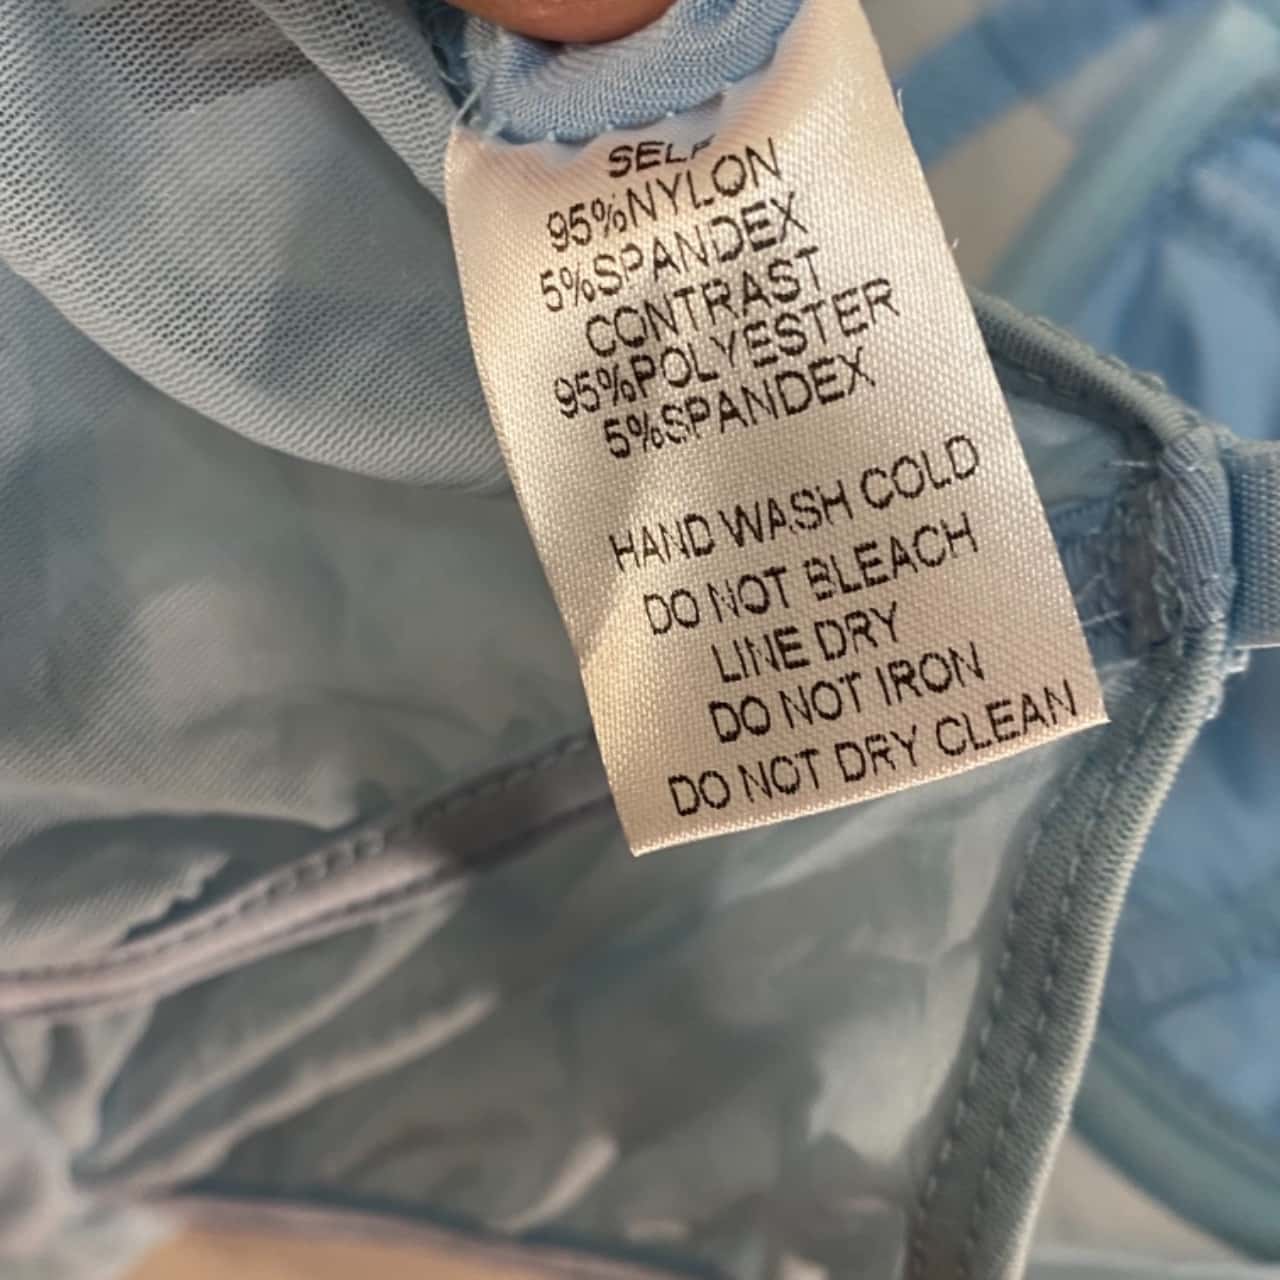 SELF
95%NYLON
5%SPANDEX
CONTRAST
95%POLYESTER
5%SPANDEX
HAND WASH COLD
DO NOT BLEACH
LINE DRY
DO NOT IRON
DO NOT DRY CLEAN